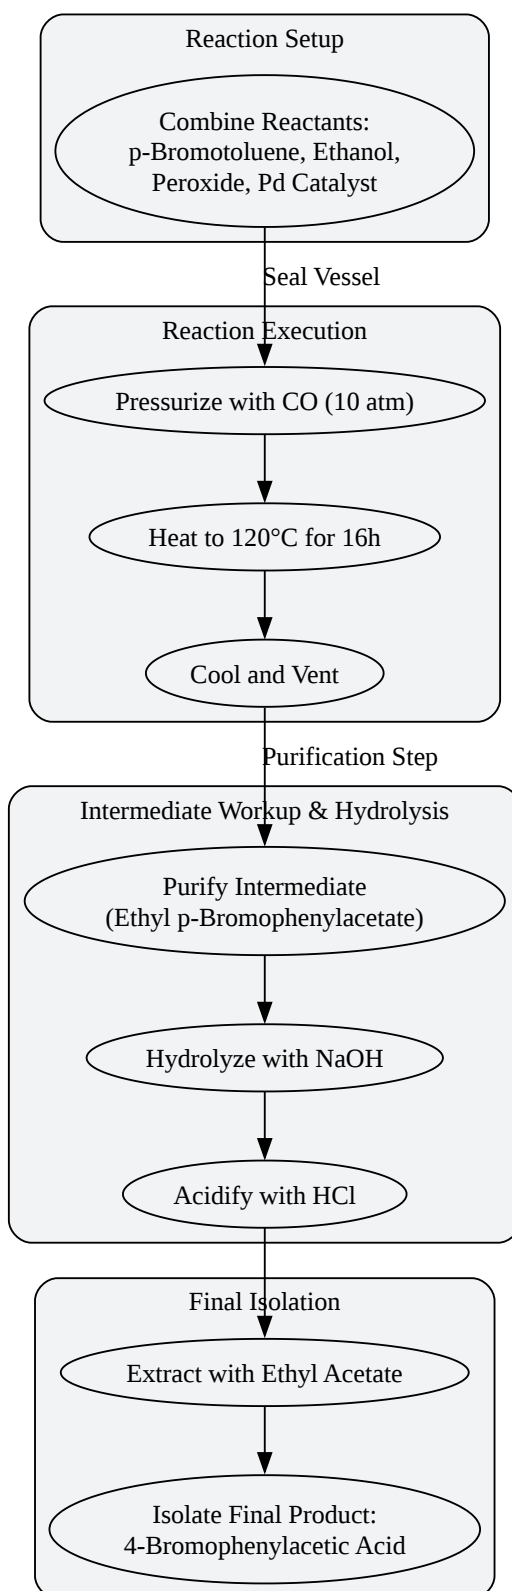 Reaction Setup
Combine Reactants:
p-Bromotoluene, Ethanol,
Peroxide, Pd Catalyst
Seal Vessel
Reaction Execution
Pressurize with CO (10 atm)
Heat to 120°C for 16h
Cool and Vent
Purification Step
Intermediate Workup & Hydrolysis
Purify Intermediate
(Ethyl p-Bromophenylacetate)
Hydrolyze with NaOH
Acidify with HCl
Final Isolation
Extract with Ethyl Acetate
Isolate Final Product:
4-Bromophenylacetic Acid